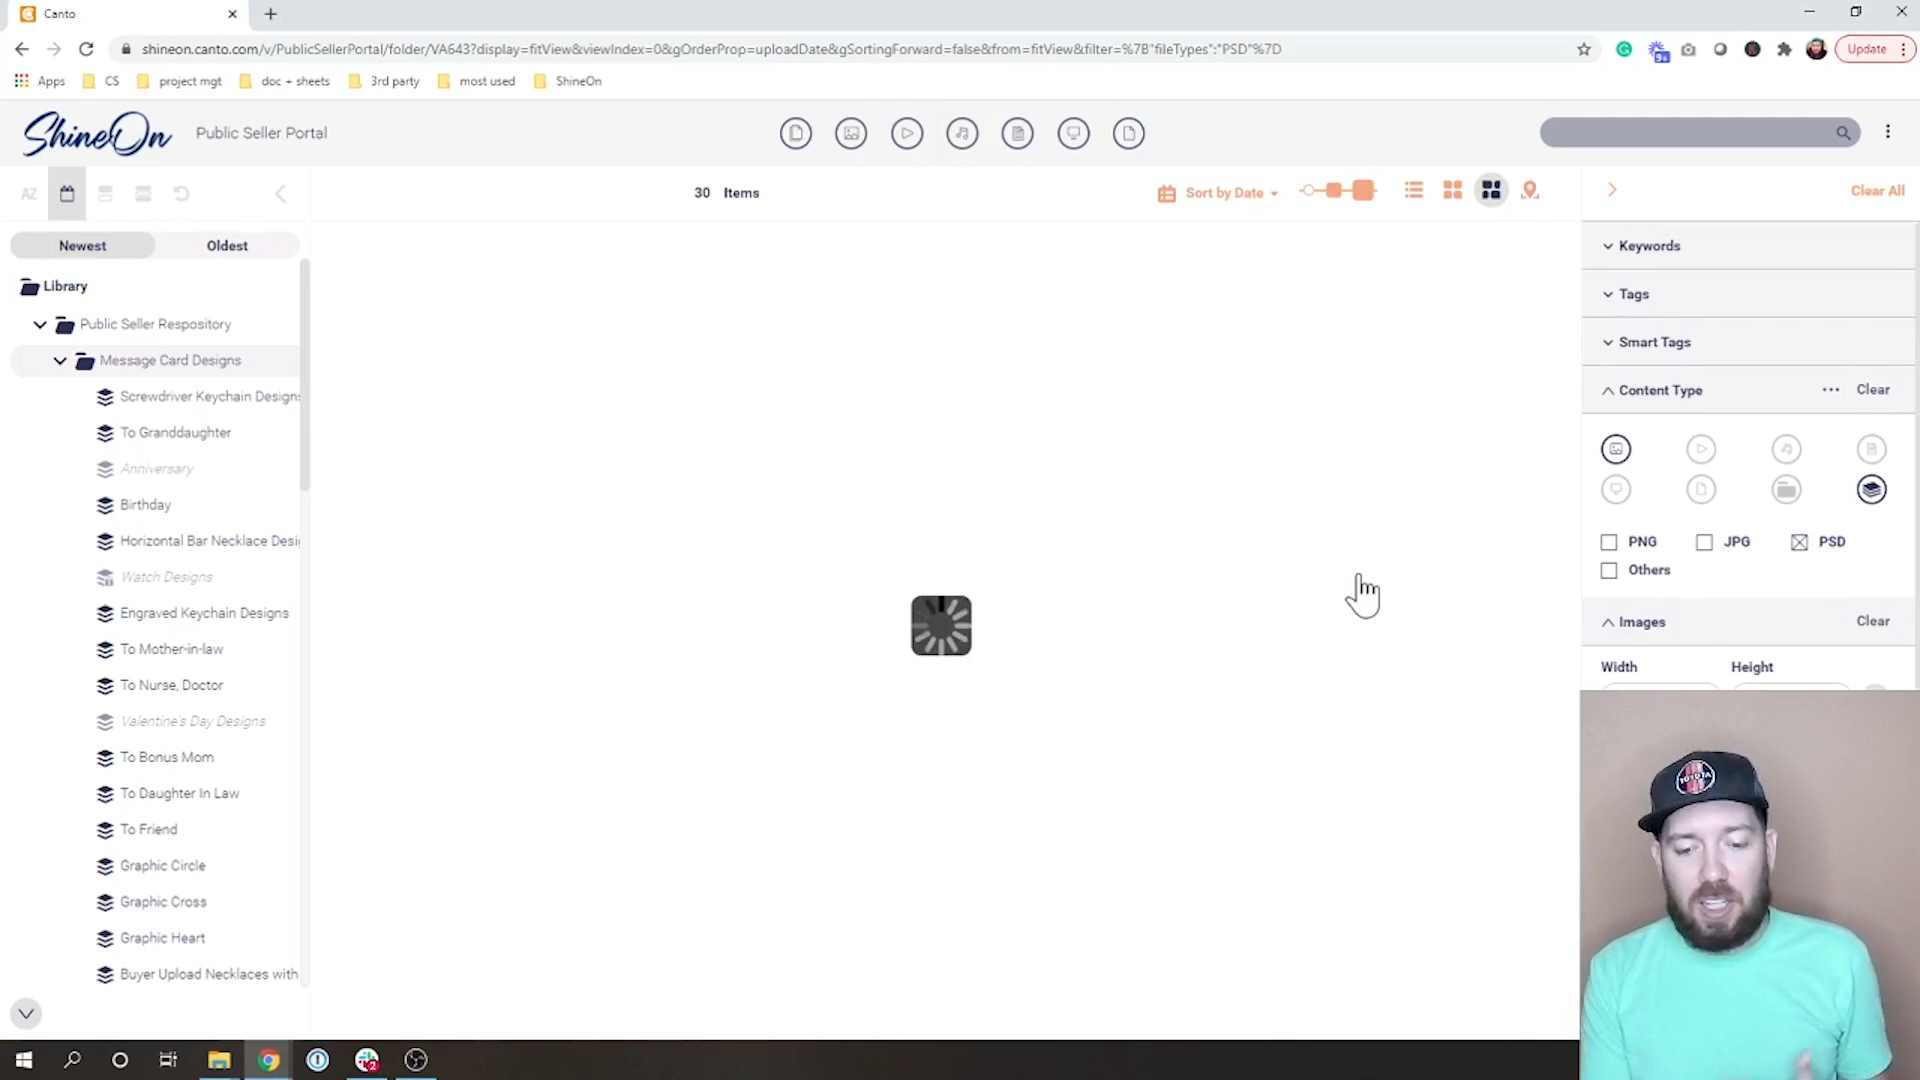 Canto
shineon.canto.com/v/PublicSellerPortal/folder/VA643?display=fitView&viewIndex=0&gOrderProp=uploadDate&gSortingForward=false&from=fitView&filter=%7B"fileTypes":"PSD"%7D
Update
Apps CS project mgt doc + sheets 3rd party most used ShineOn
ShineOn Public Seller Portal
AZ
30 Items
Sort by Date
Clear All
Newest Oldest
Library
Public Seller Respository
Message Card Designs
Screwdriver Keychain Designs
To Granddaughter
Anniversary
Birthday
Horizontal Bar Necklace Desi
Watch Designs
Engraved Keychain Designs
To Mother-in-law
To Nurse, Doctor
Valentine's Day Designs
To Bonus Mom
To Daughter In Law
To Friend
Graphic Circle
Graphic Cross
Graphic Heart
Buyer Upload Necklaces with
Keywords
Tags
Smart Tags
Content Type ... Clear
PNG JPG PSD
Others
Images Clear
Width Height
TOYOTA
2